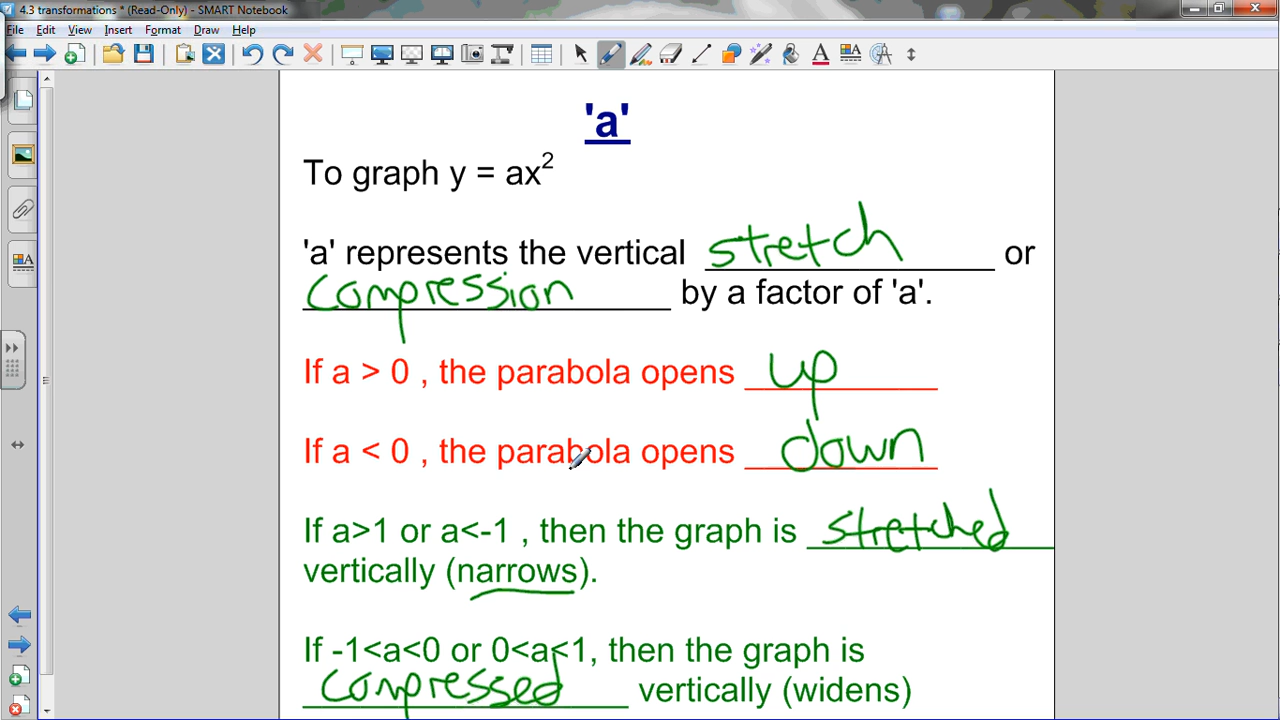 4.3 transformations * (Read-Only) - SMART Notebook
File Edit View Insert Format Draw Help
'a'
To graph y = ax²
'a' represents the vertical stretch or
compression by a factor of 'a'.
If a > 0 , the parabola opens up
If a < 0 , the parabola opens down
If a>1 or a<-1 , then the graph is stretched
vertically (narrows).
If -1<a<0 or 0<a<1, then the graph is
compressed vertically (widens)